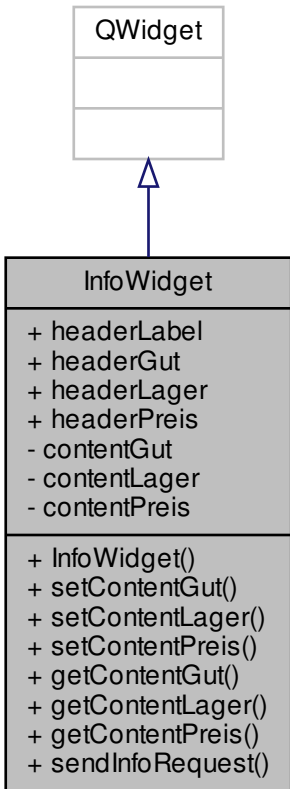 QWidget
InfoWidget
+ headerLabel
+ headerGut
+ headerLager
+ headerPreis
- contentGut
- contentLager
- contentPreis
+ InfoWidget()
+ setContentGut()
+ setContentLager()
+ setContentPreis()
+ getContentGut()
+ getContentLager()
+ getContentPreis()
+ sendInfoRequest()